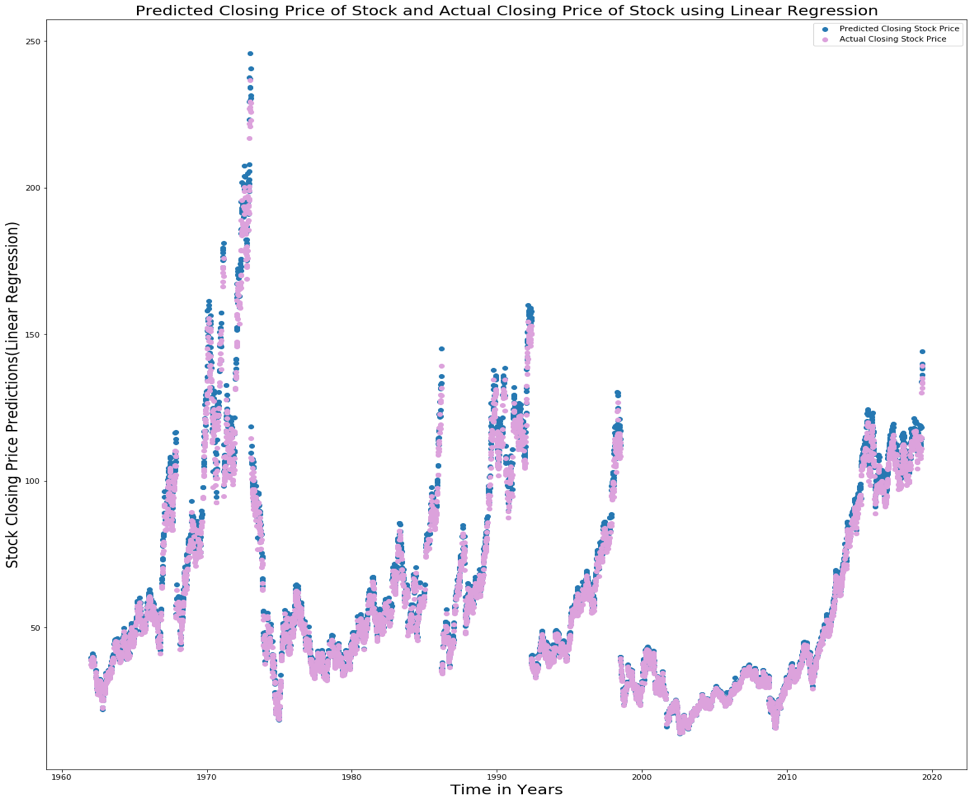 Predicted Closing Price of Stock and Actual Closing Price of Stock using Linear Regression
Predicted Closing Stock Price
Actual Closing Stock Price
Stock Closing Price Predictions(Linear Regression)
250
200
150
100
50
1960
1970
1980
1990
2000
2010
2020
Time in Years